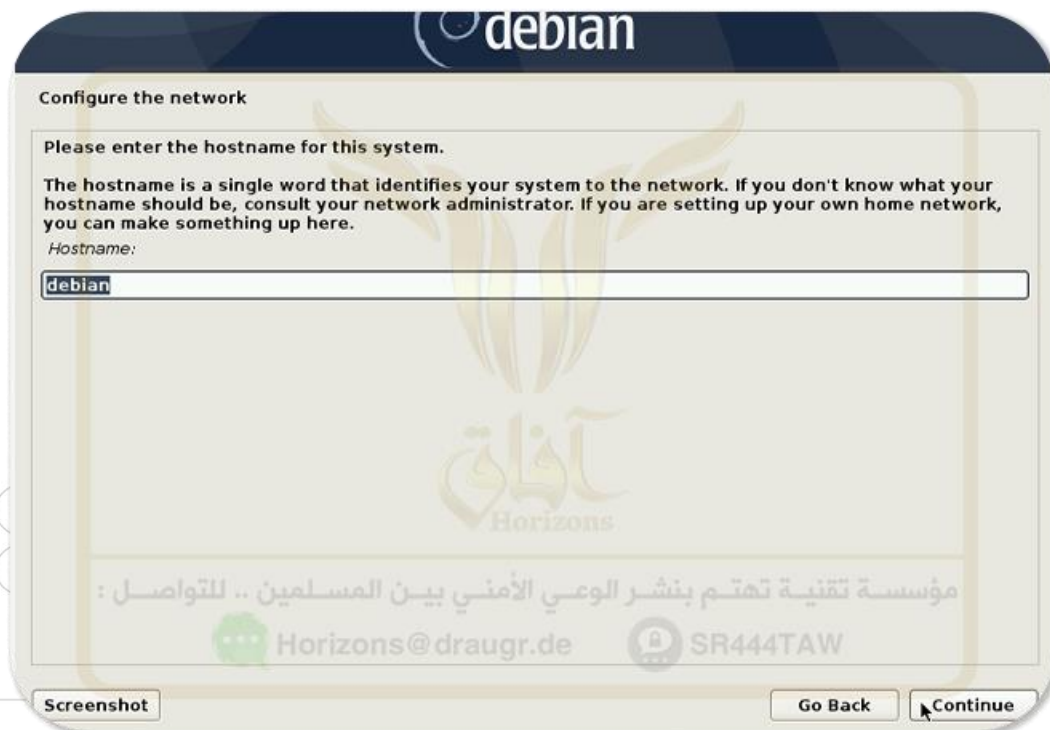 debian
Configure the network
Please enter the hostname for this system.
The hostname is a single word that identifies your system to the network. If you don't know what your
hostname should be, consult your network administrator. If you are setting up your own home network,
you can make something up here.
Hostname:
debian
آفاق
Horizons
مؤسسة تقنية تهتم بنشر الوعي الأمني بين المسلمين .. للتواصل :
Horizons@draugr.de SR444TAW
Screenshot Go Back Continue